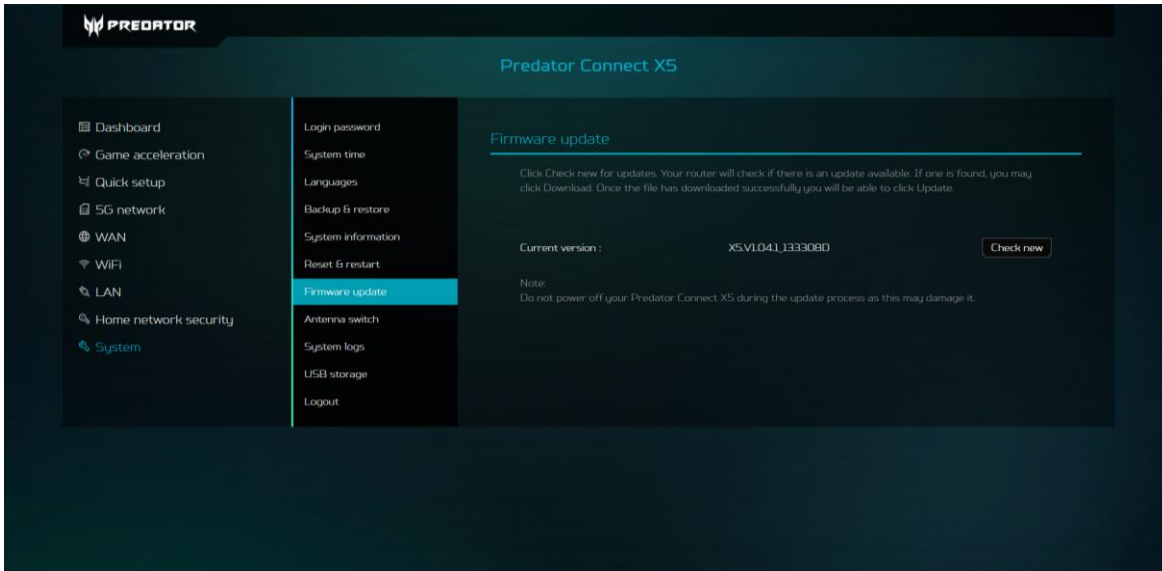 PREDATOR
Predator Connect X5
Dashboard
Game acceleration
Quick setup
5G network
WAN
WiFi
LAN
Home network security
System
Login password
System time
Languages
Backup & restore
System information
Reset & restart
Firmware update
Antenna switch
System logs
USB storage
Logout
Firmware update
Click Check new for updates. Your router will check if there is an update available. If one is found, you may
click Download. Once the file has downloaded successfully you will be able to click Update.
Current version : X5.V1.04.1_133308D Check new
Note:
Do not power off your Predator Connect X5 during the update process as this may damage it.